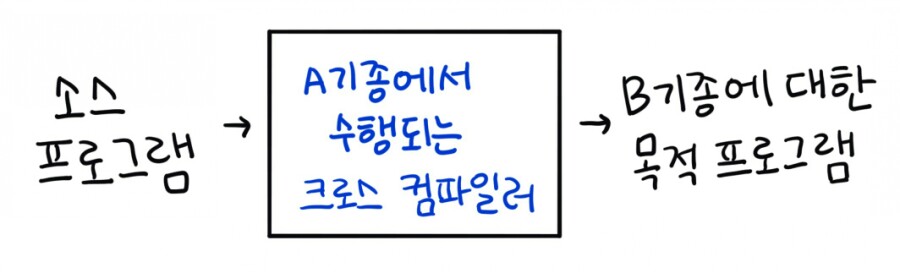 소스
프로그램
→
A기종에서
수행되는
크로스 컴파일러
→
B기종에 대한
목적 프로그램